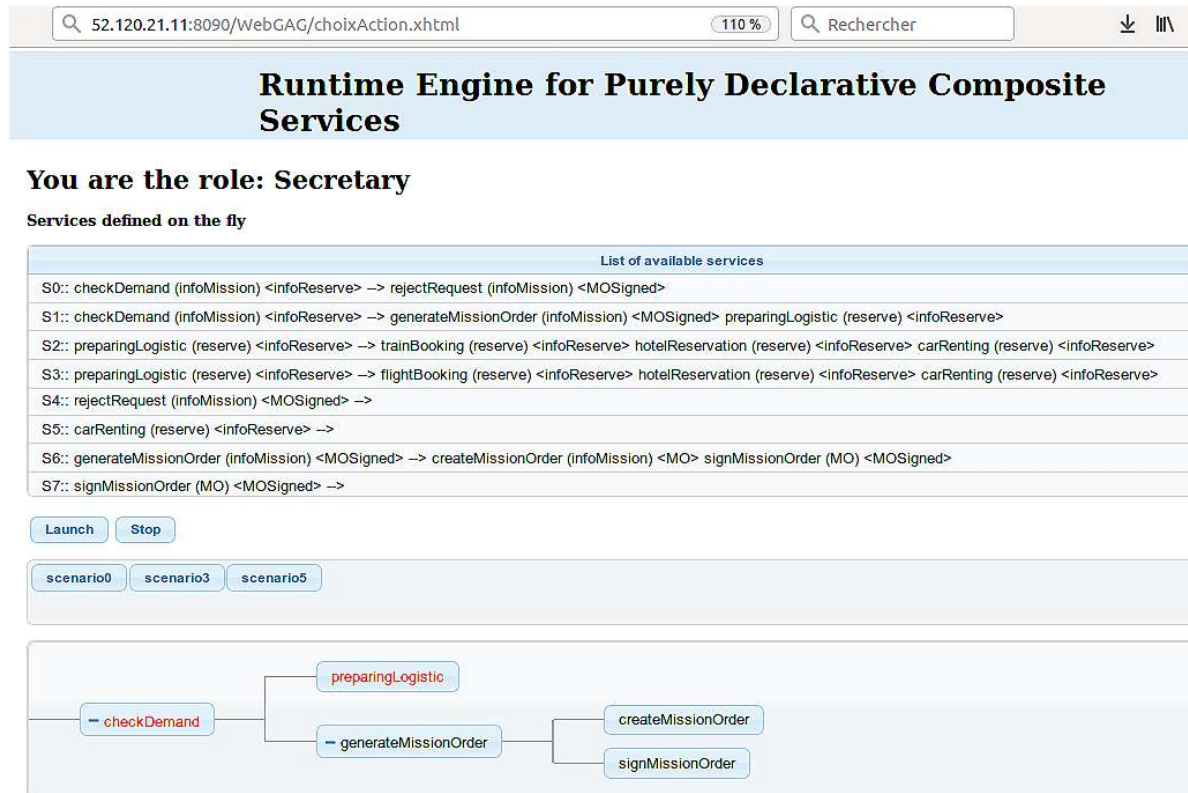 52.120.21.11:8090/WebGAG/choixAction.xhtml 110 % Rechercher
Runtime Engine for Purely Declarative Composite
Services
You are the role: Secretary
Services defined on the fly
List of available services
S0:: checkDemand (infoMission) <infoReserve> --> rejectRequest (infoMission) <MOSigned>
S1:: checkDemand (infoMission) <infoReserve> --> generateMissionOrder (infoMission) <MOSigned> preparingLogistic (reserve) <infoReserve>
S2:: preparingLogistic (reserve) <infoReserve> --> trainBooking (reserve) <infoReserve> hotelReservation (reserve) <infoReserve> carRenting (reserve) <infoReserve>
S3:: preparingLogistic (reserve) <infoReserve> --> flightBooking (reserve) <infoReserve> hotelReservation (reserve) <infoReserve> carRenting (reserve) <infoReserve>
S4:: rejectRequest (infoMission) <MOSigned> -->
S5:: carRenting (reserve) <infoReserve> -->
S6:: generateMissionOrder (infoMission) <MOSigned> --> createMissionOrder (infoMission) <MO> signMissionOrder (MO) <MOSigned>
S7:: signMissionOrder (MO) <MOSigned> -->
Launch Stop
scenario0 scenario3 scenario5
preparingLogistic
checkDemand
createMissionOrder
generateMissionOrder
signMissionOrder